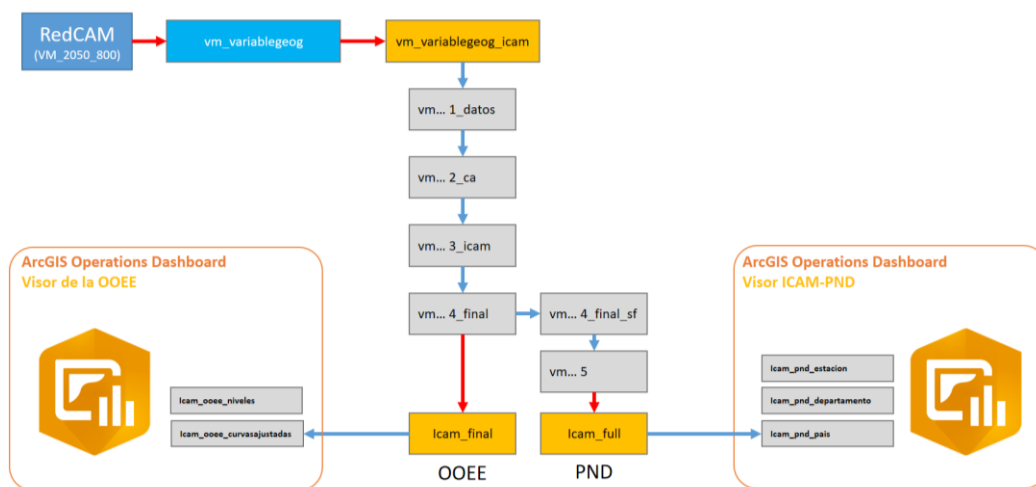 RedCAM
(VM_2050_800)
vm_variablegeog
vm_variablegeog_icam
vm... 1_datos
vm... 2_ca
vm... 3_icam
vm... 4_final
vm... 4_final_sf
vm... 5
Icam_final
Icam_full
OOEE
PND
ArcGIS Operations Dashboard
Visor de la OOEE
Icam_ooee_niveles
Icam_ooee_curvasajustadas
ArcGIS Operations Dashboard
Visor ICAM-PND
Icam_pnd_estacion
Icam_pnd_departamento
Icam_pnd_pais